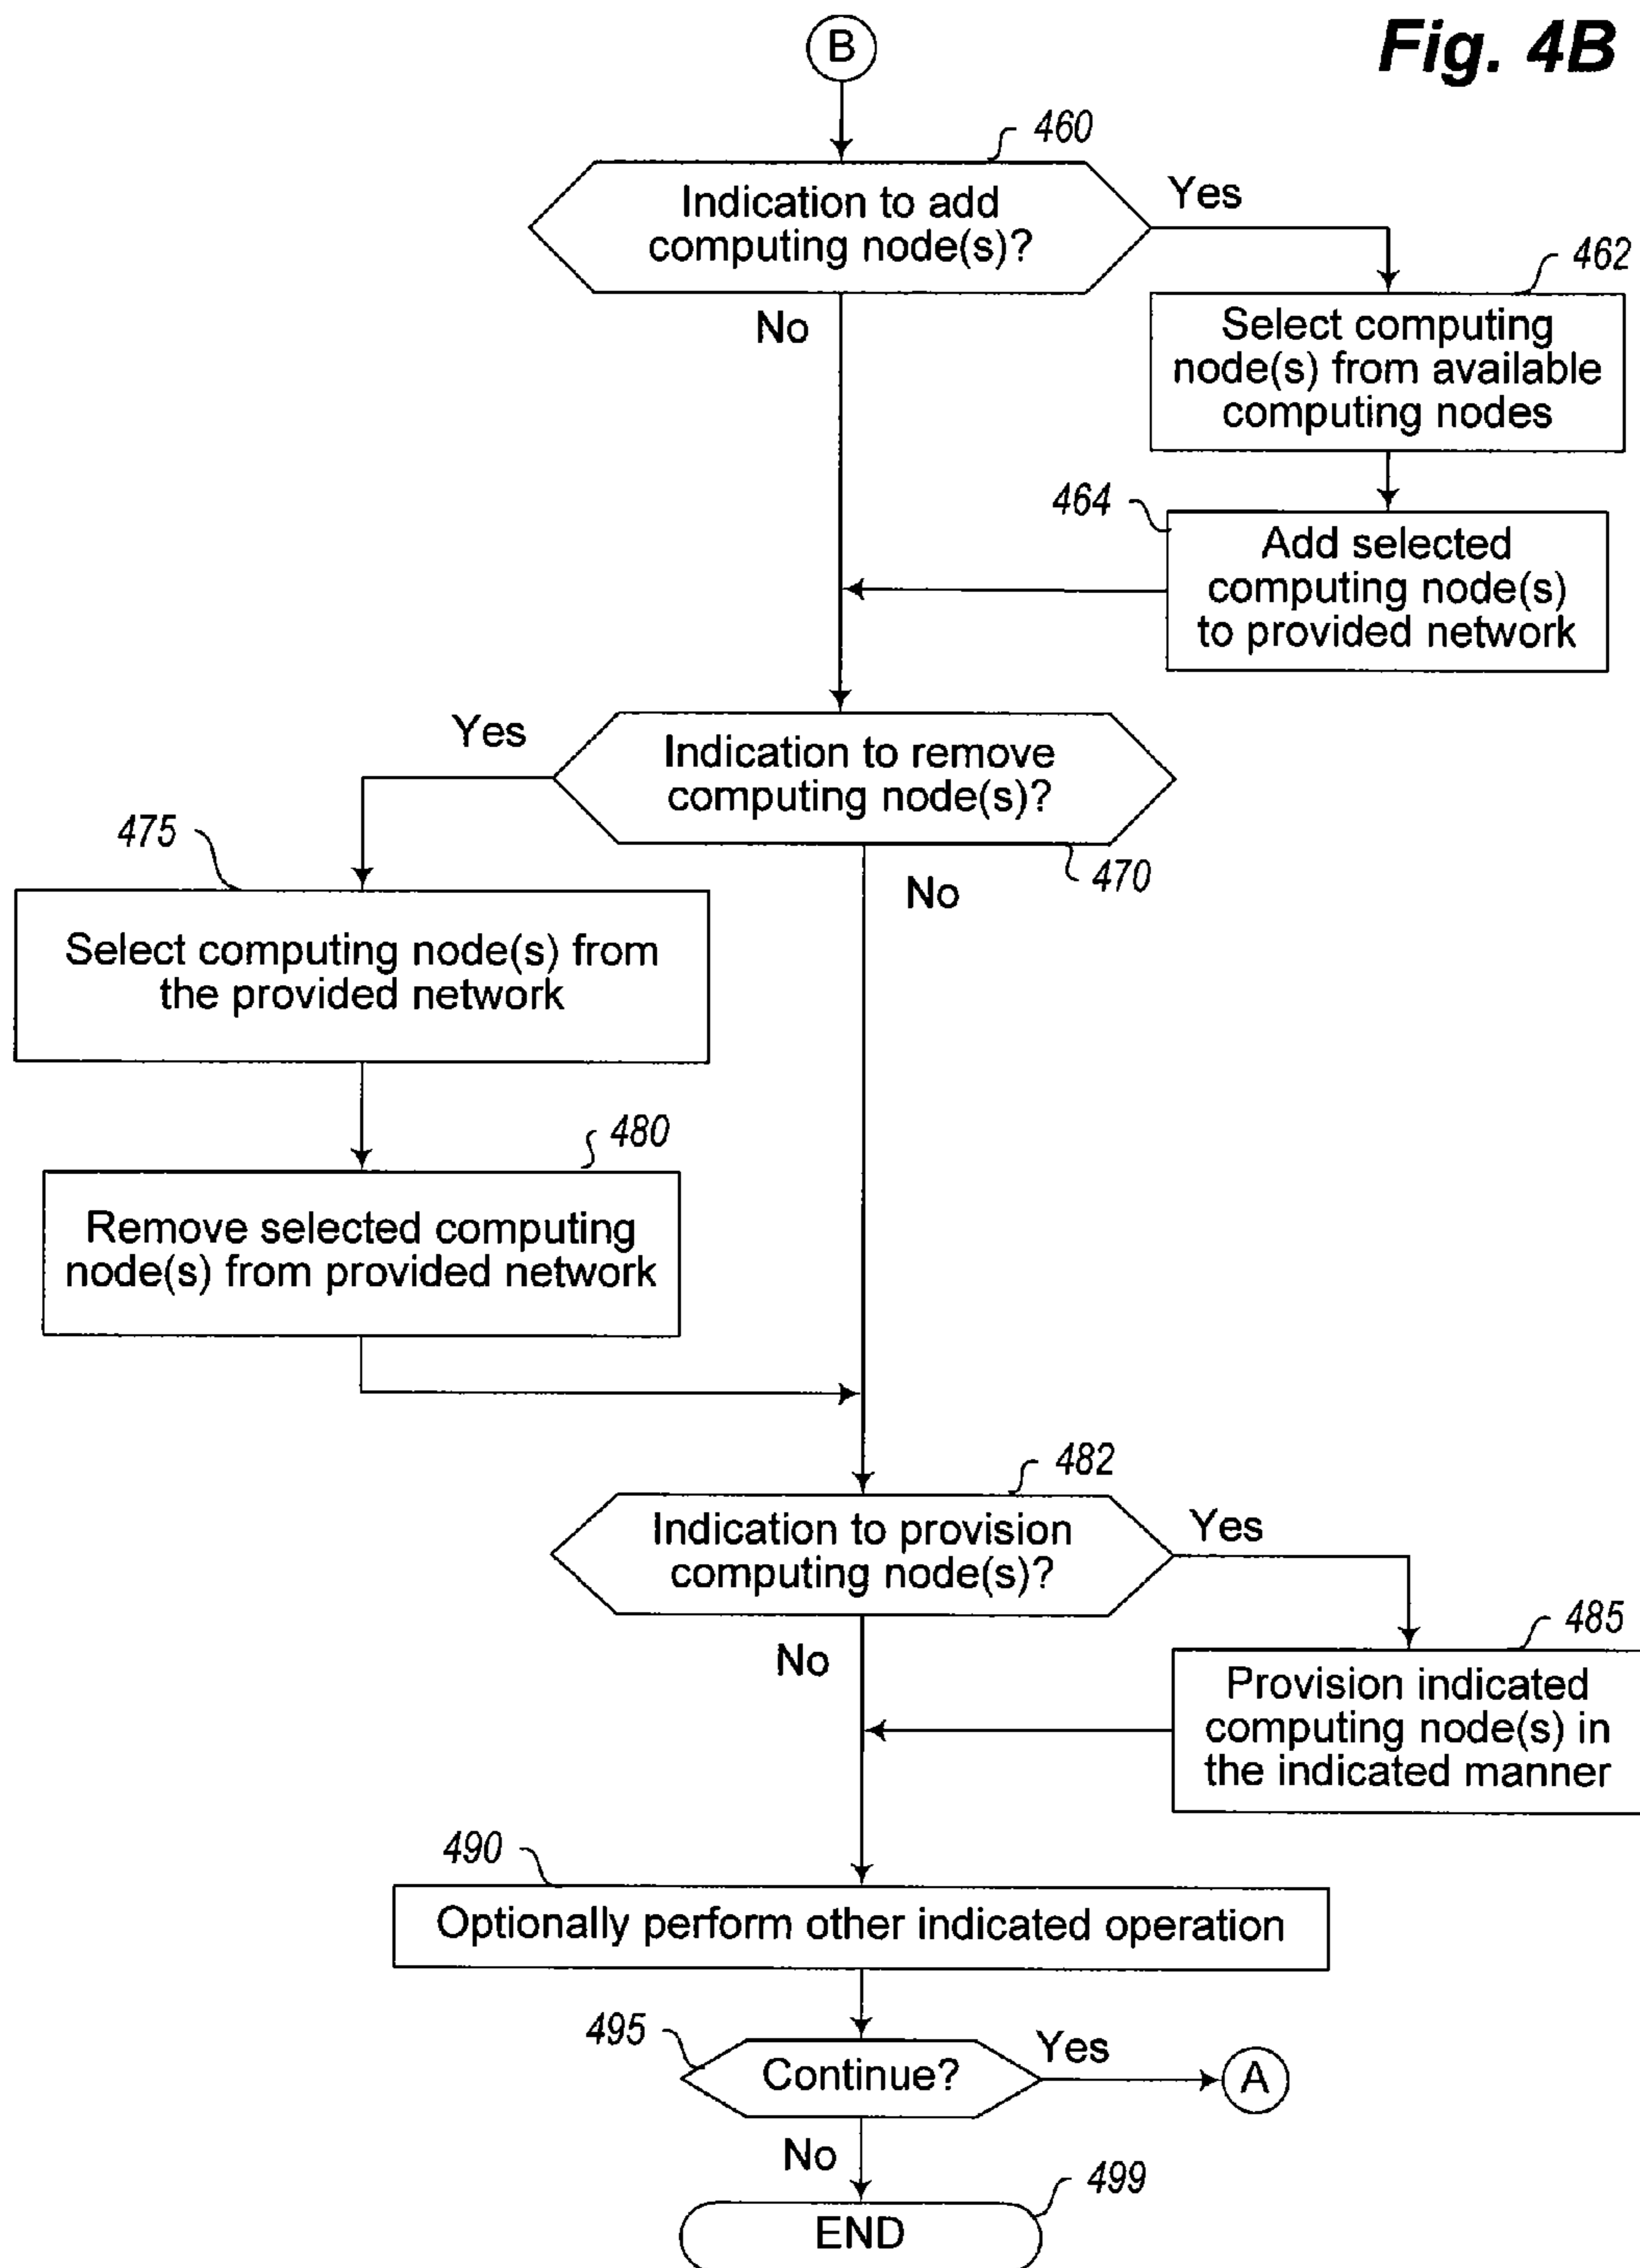 Fig. 4B
B
460
Indication to add
computing node(s)?
Yes
No
462
Select computing
node(s) from available
computing nodes
464
Add selected
computing node(s)
to provided network
Yes
Indication to remove
computing node(s)?
470
No
475
Select computing node(s) from
the provided network
480
Remove selected computing
node(s) from provided network
482
Indication to provision
computing node(s)?
Yes
No
485
Provision indicated
computing node(s) in
the indicated manner
490
Optionally perform other indicated operation
495
Continue?
Yes
A
No
499
END